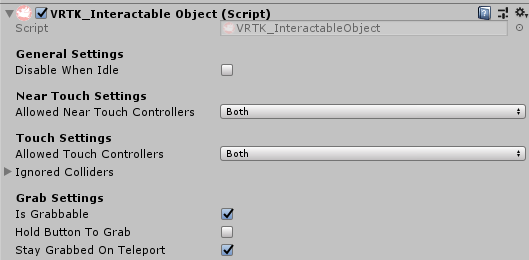 VRTK_Interactable Object (Script)
Script VRTK_InteractableObject
General Settings
Disable When Idle
Near Touch Settings
Allowed Near Touch Controllers Both
Touch Settings
Allowed Touch Controllers Both
Ignored Colliders
Grab Settings
Is Grabbable
Hold Button To Grab
Stay Grabbed On Teleport